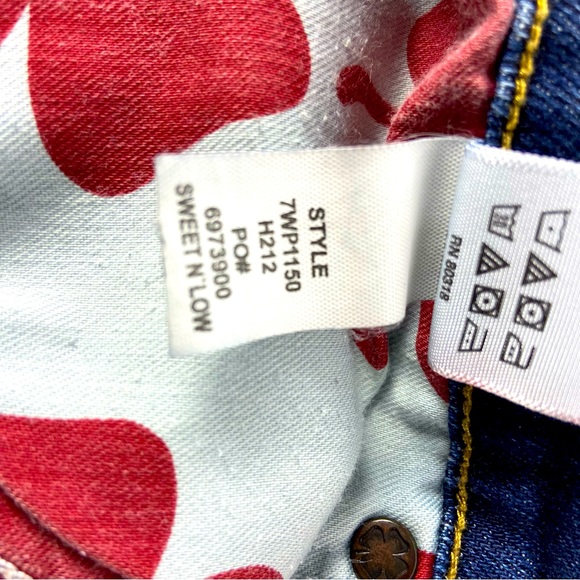 STYLE
7WP1150
H212
PO#
6973900
SWEET N'LOW
RN 80318